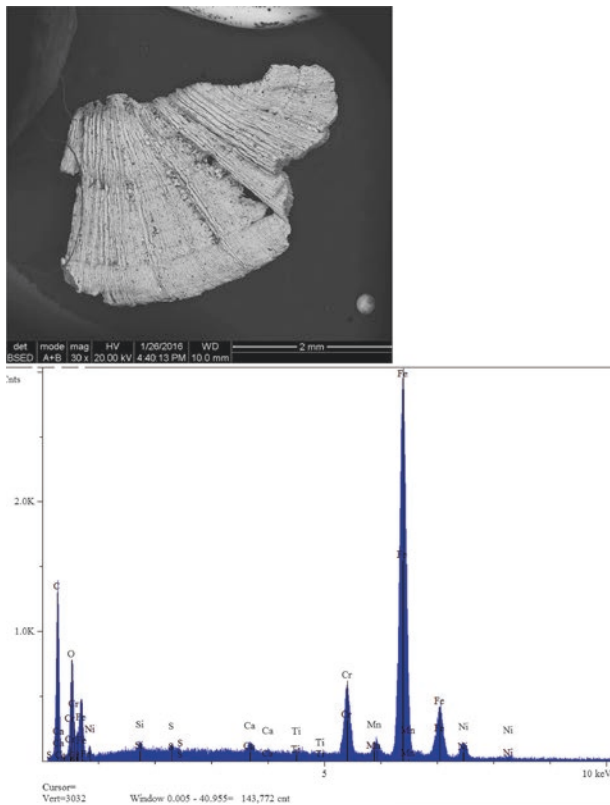 det mode mag HV 1/26/2016 WD
BSED A+B 30 x 20.00 kV 4:40:13 PM 10.0 mm 2 mm
Fe
2.0K
Fe
C
1.0K
O
Cr
Cr
Fe
Ni
Ca
Si
S
S
Ca
Ca
Ti
Ti
Ti
Cr
Mn
Mn
Fe
Ni
Ni
Ni
5
10 keV
Cursor=
Vert=3032 Window 0.005 - 40.955= 143,772 cnt